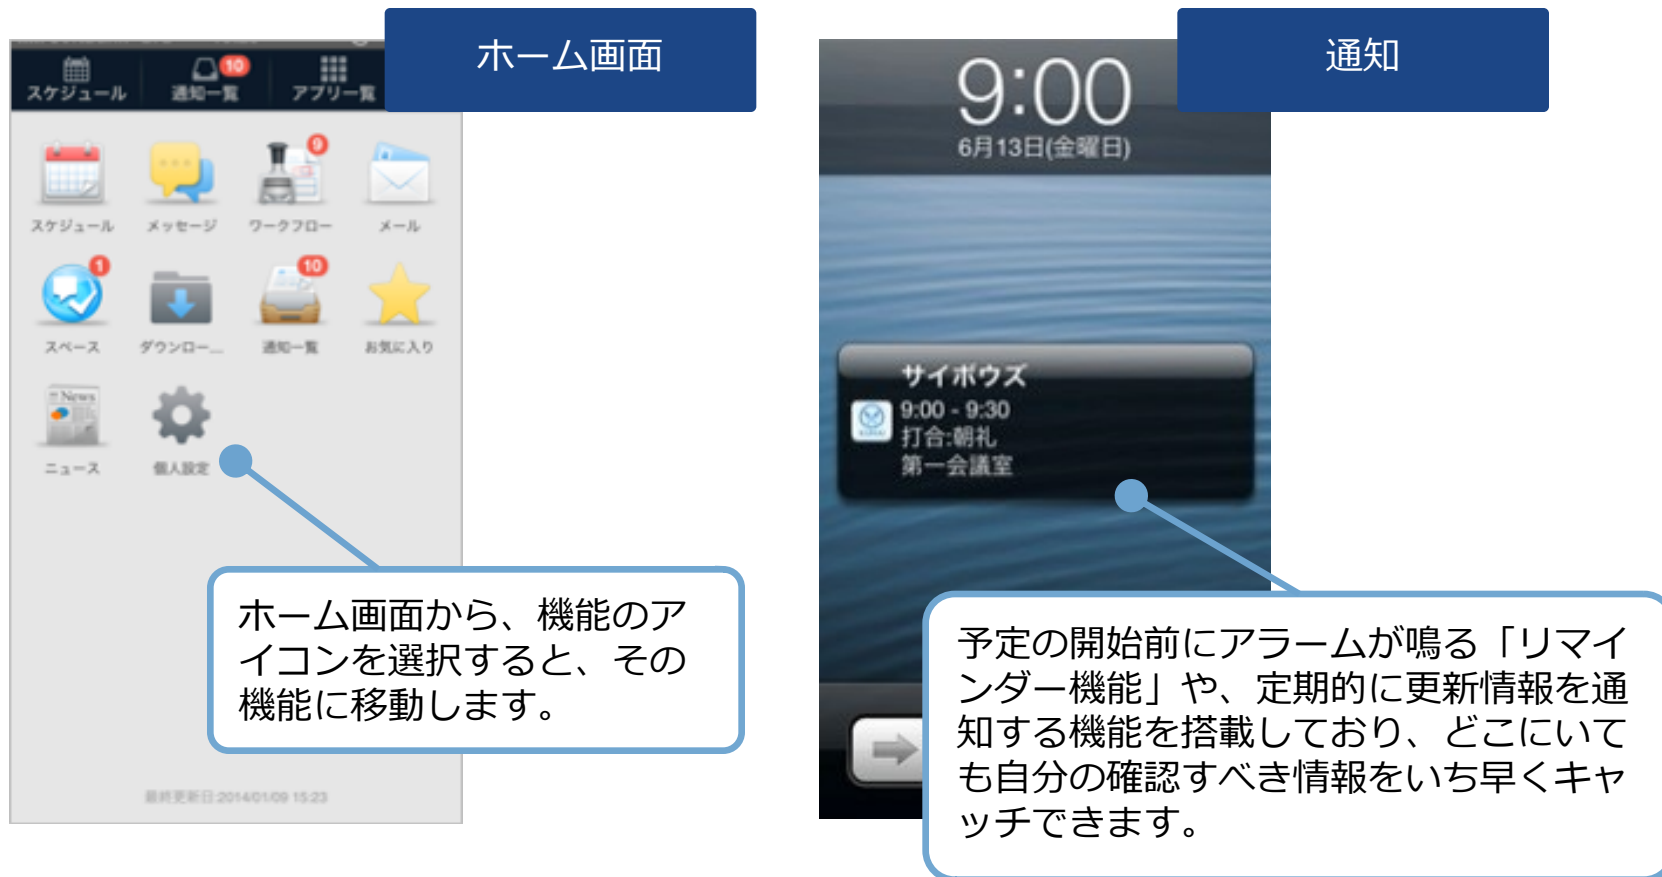 ホーム画面
スケジュール
通知一覧
10
アプリ一覧
9
スケジュール
メッセージ
ワークフロー
メール
1
10
スペース
ダウンロー...
通知一覧
お気に入り
News
ニュース
個人設定
ホーム画面から、機能のア
イコンを選択すると、その
機能に移動します。
最終更新日:2014/01/09 15:23
通知
9:00
6月13日(金曜日)
サイボウズ
9:00 - 9:30
打合:朝礼
第一会議室
予定の開始前にアラームが鳴る「リマイ
ンダー機能」や、定期的に更新情報を通
知する機能を搭載しており、どこにいて
も自分の確認すべき情報をいち早くキャ
ッチできます。